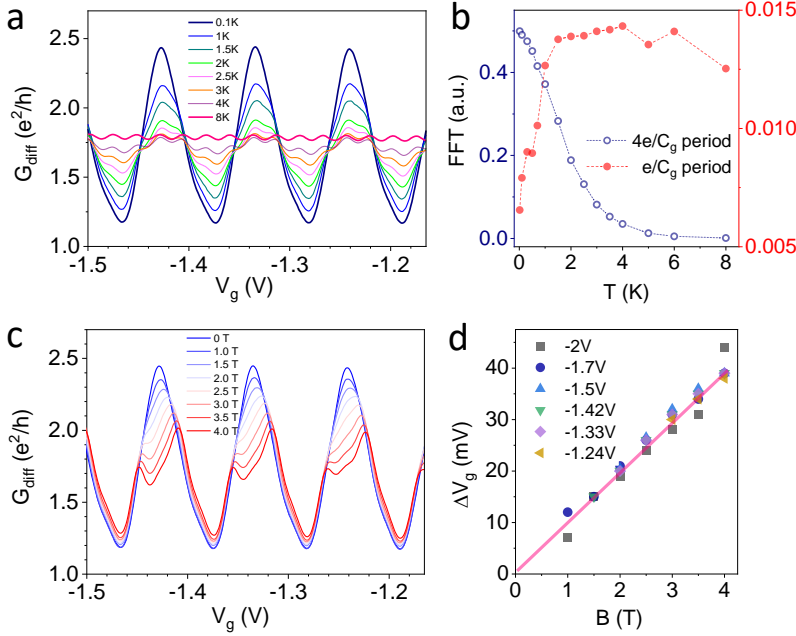 a
G_diff (e²/h)
2.5
2.0
1.5
1.0
0.1K
1K
1.5K
2K
2.5K
3K
4K
8K
-1.5 -1.4 -1.3 -1.2
V_g (V)
b
FFT (a.u.)
0.4
0.2
0.0
0.015
0.010
0.005
4e/C_g period
e/C_g period
0 2 4 6 8
T (K)
c
G_diff (e²/h)
2.5
2.0
1.5
1.0
0 T
1.0 T
1.5 T
2.0 T
2.5 T
3.0 T
3.5 T
4.0 T
-1.5 -1.4 -1.3 -1.2
V_g (V)
d
ΔV_g (mV)
40
30
20
10
0
-2V
-1.7V
-1.5V
-1.42V
-1.33V
-1.24V
0 1 2 3 4
B (T)